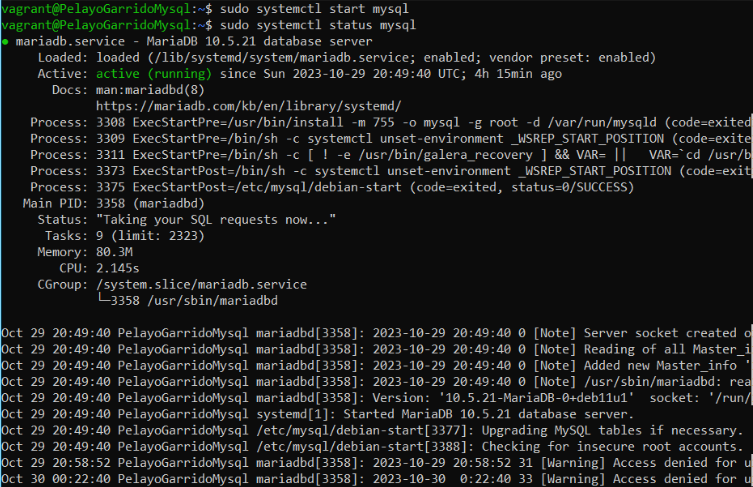 vagrant@PelayoGarridoMysql:~$ sudo systemctl start mysql
vagrant@PelayoGarridoMysql:~$ sudo systemctl status mysql
● mariadb.service - MariaDB 10.5.21 database server
Loaded: loaded (/lib/systemd/system/mariadb.service; enabled; vendor preset: enabled)
Active: active (running) since Sun 2023-10-29 20:49:40 UTC; 4h 15min ago
Docs: man:mariadbd(8)
https://mariadb.com/kb/en/library/systemd/
Process: 3308 ExecStartPre=/usr/bin/install -m 755 -o mysql -g root -d /var/run/mysqld (code=exited
Process: 3309 ExecStartPre=/bin/sh -c systemctl unset-environment _WSREP_START_POSITION (code=exit
Process: 3311 ExecStartPre=/bin/sh -c [ ! -e /usr/bin/galera_recovery ] && VAR= || VAR=`cd /usr/b
Process: 3373 ExecStartPost=/bin/sh -c systemctl unset-environment _WSREP_START_POSITION (code=exit
Process: 3375 ExecStartPost=/etc/mysql/debian-start (code=exited, status=0/SUCCESS)
Main PID: 3358 (mariadbd)
Status: "Taking your SQL requests now..."
Tasks: 9 (limit: 2323)
Memory: 80.3M
CPU: 2.145s
CGroup: /system.slice/mariadb.service
└─3358 /usr/sbin/mariadbd
Oct 29 20:49:40 PelayoGarridoMysql mariadbd[3358]: 2023-10-29 20:49:40 0 [Note] Server socket created o
Oct 29 20:49:40 PelayoGarridoMysql mariadbd[3358]: 2023-10-29 20:49:40 0 [Note] Reading of all Master_i
Oct 29 20:49:40 PelayoGarridoMysql mariadbd[3358]: 2023-10-29 20:49:40 0 [Note] Added new Master_info '
Oct 29 20:49:40 PelayoGarridoMysql mariadbd[3358]: 2023-10-29 20:49:40 0 [Note] /usr/sbin/mariadbd: rea
Oct 29 20:49:40 PelayoGarridoMysql mariadbd[3358]: Version: '10.5.21-MariaDB-0+deb11u1' socket: '/run/
Oct 29 20:49:40 PelayoGarridoMysql systemd[1]: Started MariaDB 10.5.21 database server.
Oct 29 20:49:40 PelayoGarridoMysql /etc/mysql/debian-start[3377]: Upgrading MySQL tables if necessary.
Oct 29 20:49:40 PelayoGarridoMysql /etc/mysql/debian-start[3388]: Checking for insecure root accounts.
Oct 29 20:58:52 PelayoGarridoMysql mariadbd[3358]: 2023-10-29 20:58:52 31 [Warning] Access denied for u
Oct 30 00:22:40 PelayoGarridoMysql mariadbd[3358]: 2023-10-30 0:22:40 33 [Warning] Access denied for u